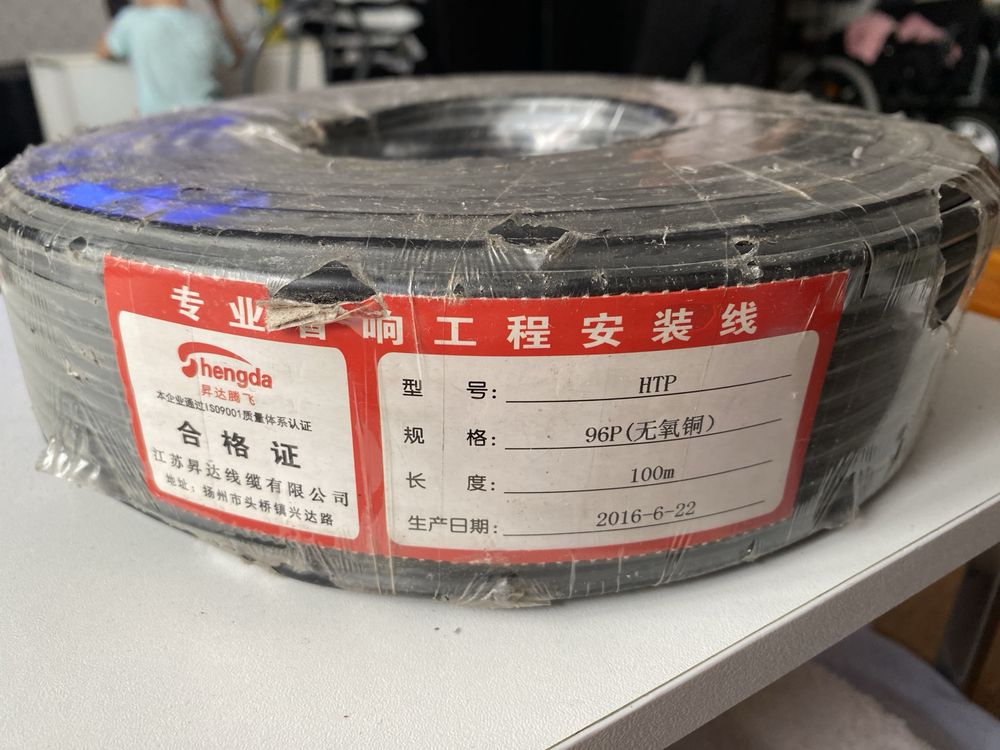 专业音响工程安装线
Shengda
昇达腾飞
本企业通过ISO9001质量体系认证
合格证
江苏昇达线缆有限公司
地址：扬州市头桥镇兴达路
型 号： HTP
规 格： 96P(无氧铜)
长 度： 100m
生产日期： 2016-6-22